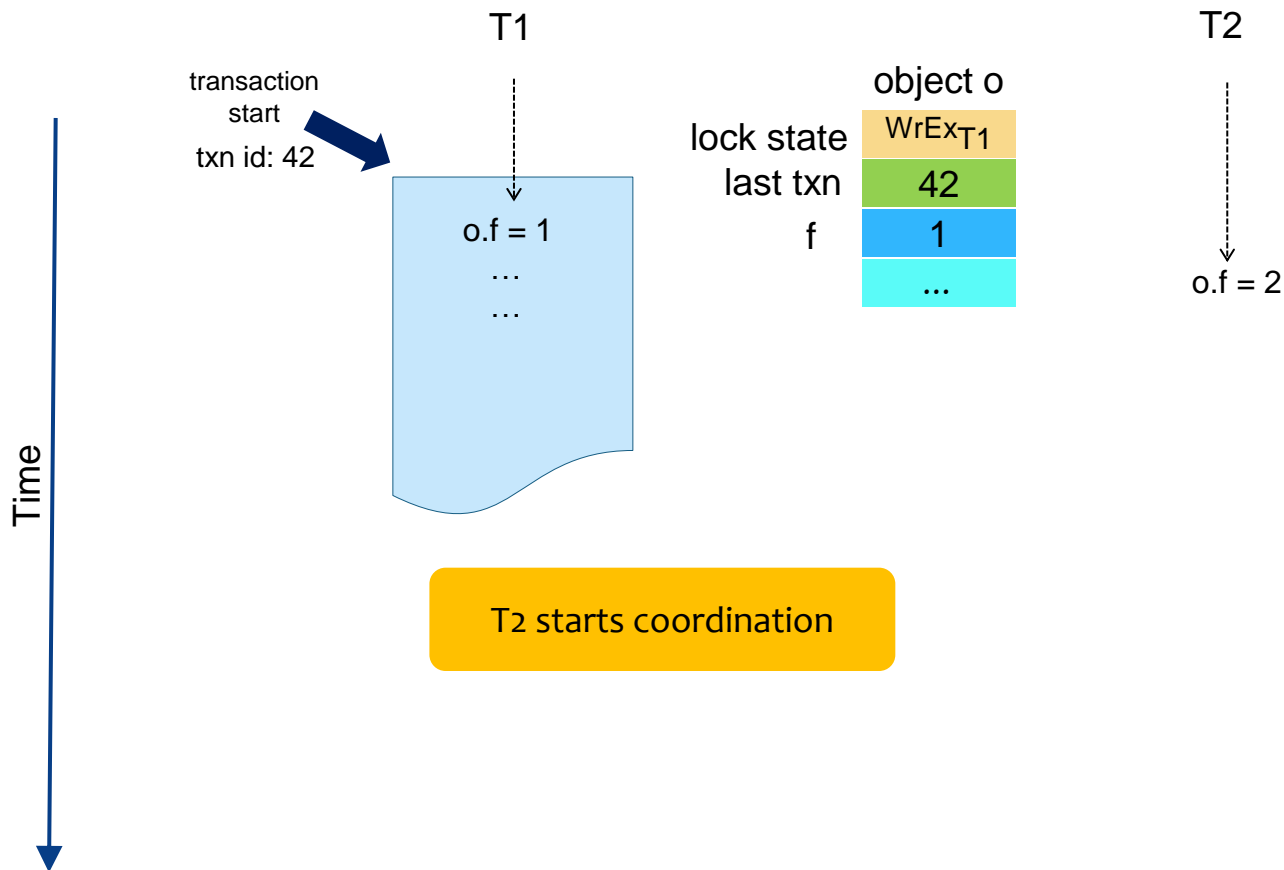 T1
T2
transaction
start
txn id: 42
object o
lock state
WrExT1
last txn
42
o.f = 1
f
1
…
...
o.f = 2
…
Time
T2 starts coordination